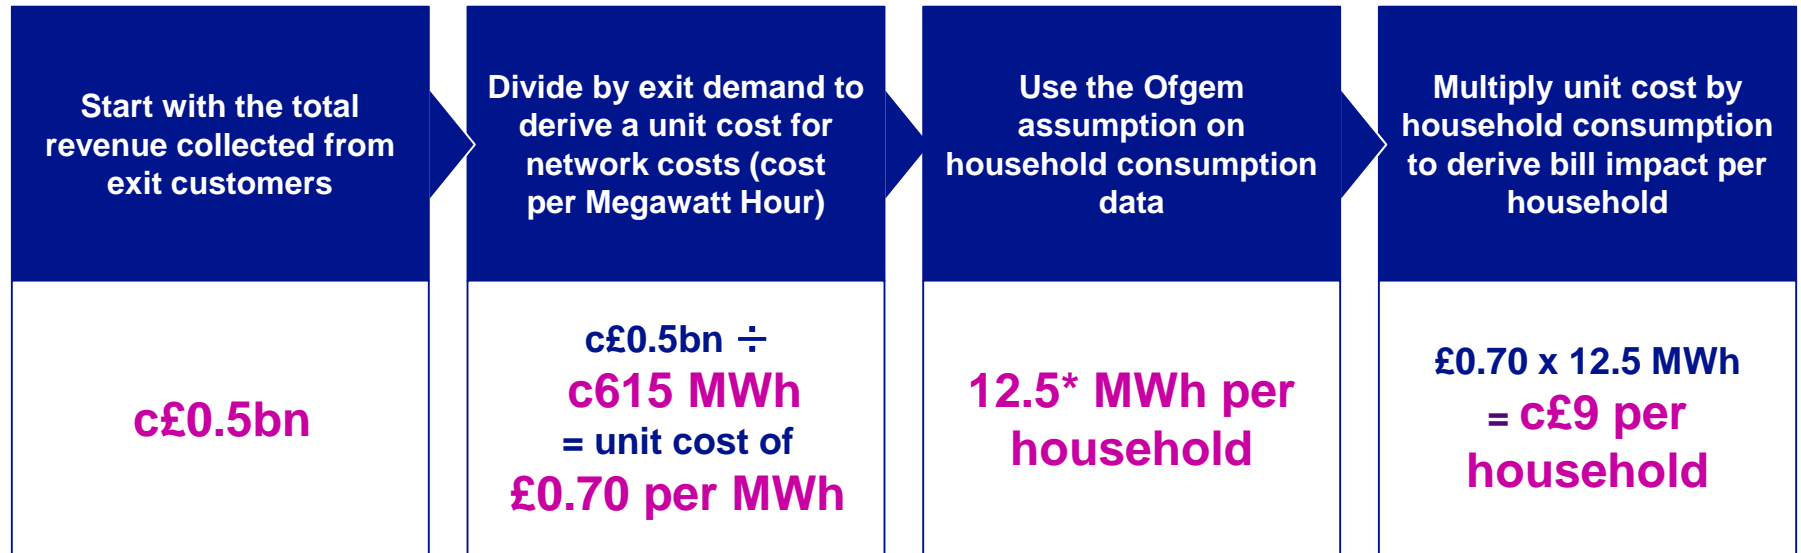 Start with the total
revenue collected from
exit customers
c£0.5bn
Divide by exit demand to
derive a unit cost for
network costs (cost
per Megawatt Hour)
c£0.5bn ÷
c615 MWh
= unit cost of
£0.70 per MWh
Use the Ofgem
assumption on
household consumption
data
12.5* MWh per
household
Multiply unit cost by
household consumption
to derive bill impact per
household
£0.70 x 12.5 MWh
= c£9 per
household